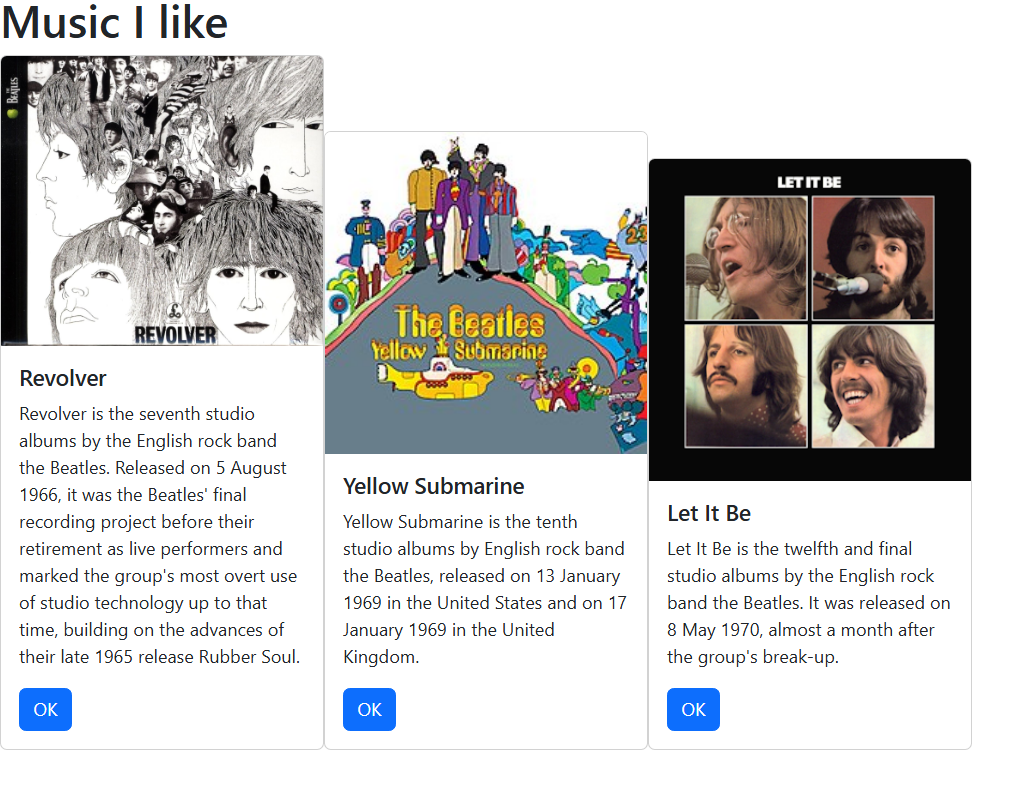 Music I like
THE BEATLES
REVOLVER
Revolver
Revolver is the seventh studio
albums by the English rock band
the Beatles. Released on 5 August
1966, it was the Beatles' final
recording project before their
retirement as live performers and
marked the group's most overt use
of studio technology up to that
time, building on the advances of
their late 1965 release Rubber Soul.
OK
The Beatles
Yellow Submarine
Yellow Submarine
Yellow Submarine is the tenth
studio albums by English rock band
the Beatles, released on 13 January
1969 in the United States and on 17
January 1969 in the United
Kingdom.
OK
LET IT BE
Let It Be
Let It Be is the twelfth and final
studio albums by the English rock
band the Beatles. It was released on
8 May 1970, almost a month after
the group's break-up.
OK